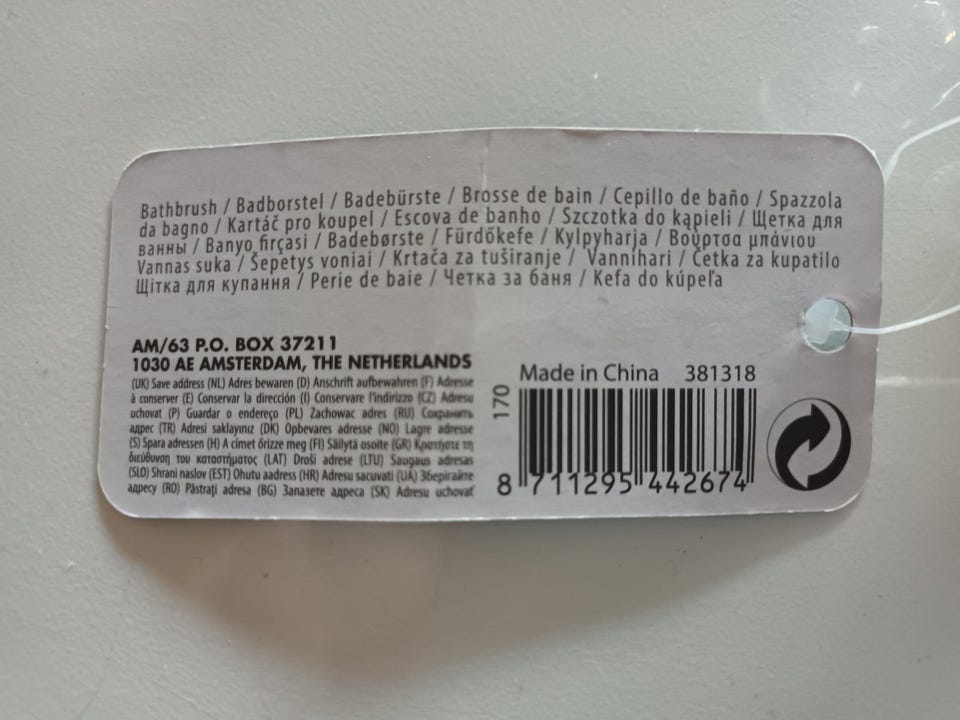 Bathbrush / Badborstel / Badebürste / Brosse de bain / Cepillo de baño / Spazzola
da bagno / Kartáč pro koupel / Escova de banho / Szczotka do kąpieli / Щетка для
ванны / Banyo firçasi / Badebørste / Fürdőkefe / Kylpyharja / Βούρτσα μπάνιου
Vannas suka / Šepetys voniai / Krtača za tuširanje / Vannihari / Četka za kupatilo
Щітка для купання / Perie de baie / Четка за баня / Kefa do kúpeľa
AM/63 P.O. BOX 37211
1030 AE AMSTERDAM, THE NETHERLANDS
(UK) Save address (NL) Adres bewaren (D) Anschrift aufbewahren (F) Adresse
à conserver (E) Conservar la dirección (I) Conservare l'indirizzo (CZ) Adresu
uchovat (P) Guardar o endereço (PL) Zachowac adres (RU) Сохранить
адрес (TR) Adresi saklayiniz (DK) Opbevares adresse (NO) Lagre adresse
(S) Spara adressen (H) A címet őrizze meg (FI) Säilytä osoite (GR) Κρατήστε τη
διεύθυνση του καταστήματος (LAT) Droši adrese (LTU) Saugaus adresas
(SLO) Shrani naslov (EST) Ohutu aadress (HR) Adresu sacuvati (UA) Зберігайте
адресу (RO) Păstraţi adresa (BG) Запазете адреса (SK) Adresu uchovať
Made in China 381318
170
8 711295 442674